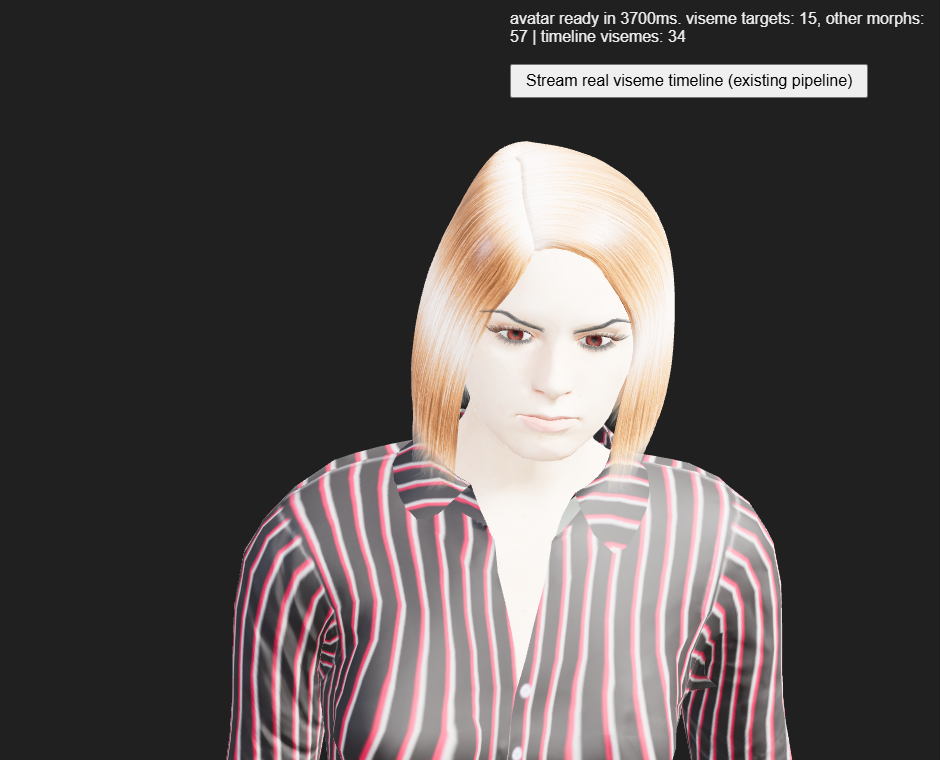 avatar ready in 3700ms. viseme targets: 15, other morphs:
57 | timeline visemes: 34
Stream real viseme timeline (existing pipeline)